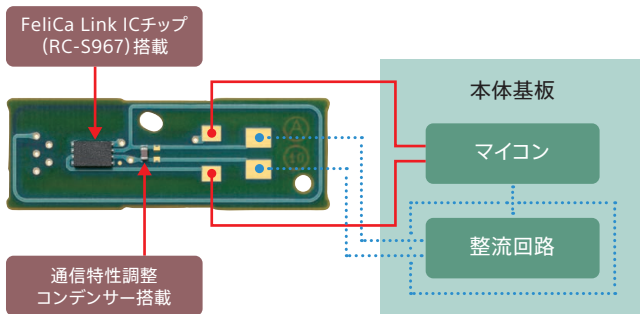 FeliCa Link ICチップ
(RC-S967)搭載
本体基板
マイコン
整流回路
通信特性調整
コンデンサー搭載
A
10